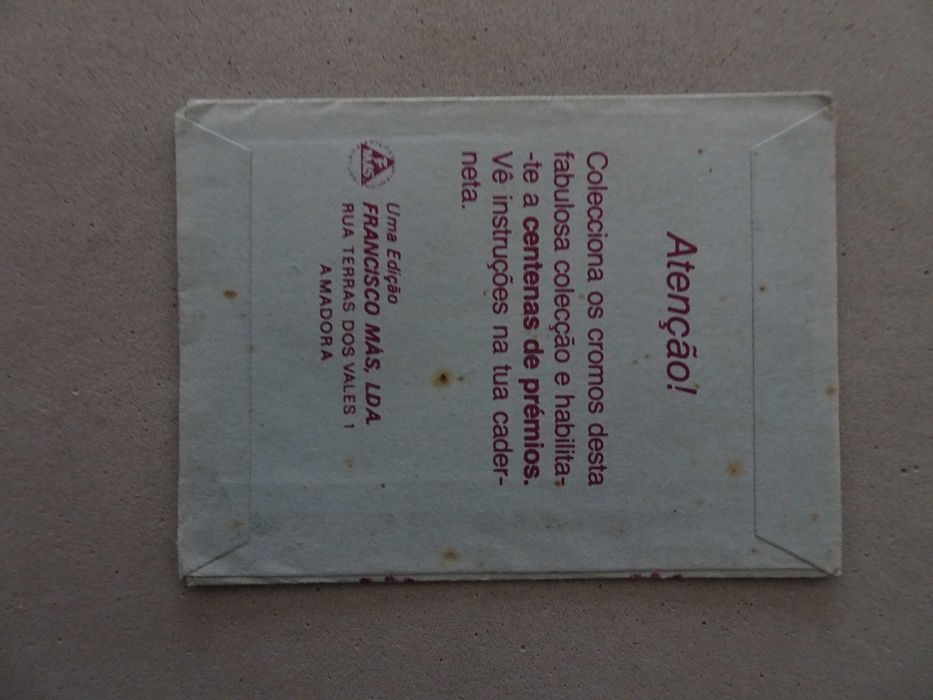 Atenção!
Colecciona os cromos desta
fabulosa colecção e habilita-
-te a centenas de prémios.
Vê instruções na tua cader-
neta.
Uma Edição
FRANCISCO MÁS, LDA.
RUA TERRAS DOS VALES 1
AMADORA